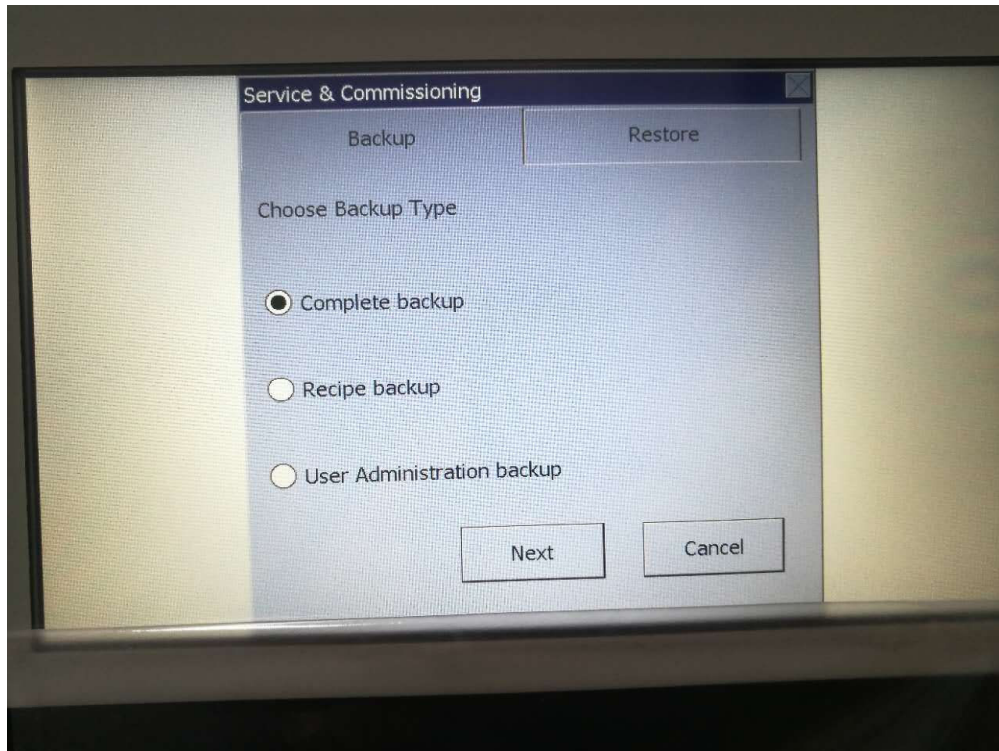 Service & Commissioning
Backup
Restore
Choose Backup Type
Complete backup
Recipe backup
User Administration backup
Next
Cancel